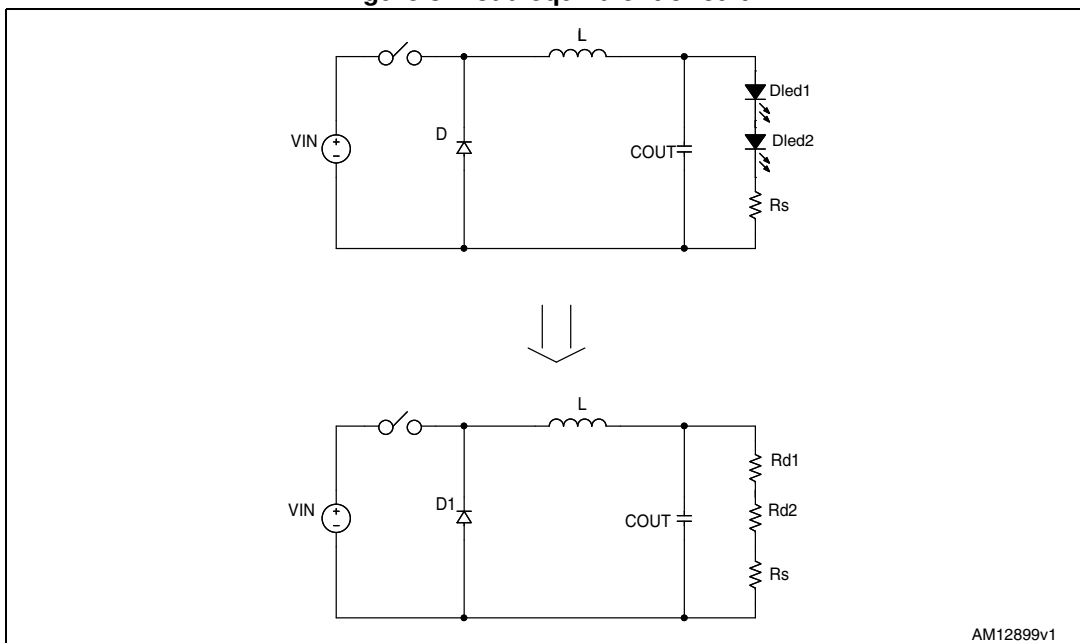 L
Dled1
D
VIN
COUT
Dled2
Rs
L
Rd1
D1
VIN
COUT
Rd2
Rs
AM12899v1